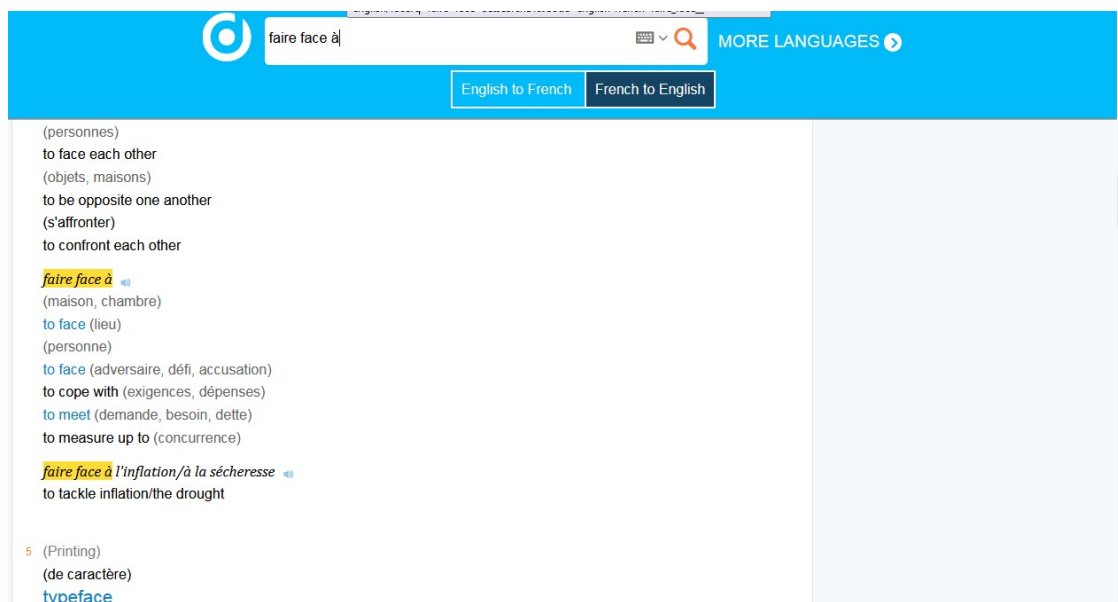 faire face à
MORE LANGUAGES
English to French
French to English
(personnes)
to face each other
(objets, maisons)
to be opposite one another
(s'affronter)
to confront each other
faire face à
(maison, chambre)
to face (lieu)
(personne)
to face (adversaire, défi, accusation)
to cope with (exigences, dépenses)
to meet (demande, besoin, dette)
to measure up to (concurrence)
faire face à l'inflation/à la sécheresse
to tackle inflation/the drought
5 (Printing)
(de caractère)
typeface